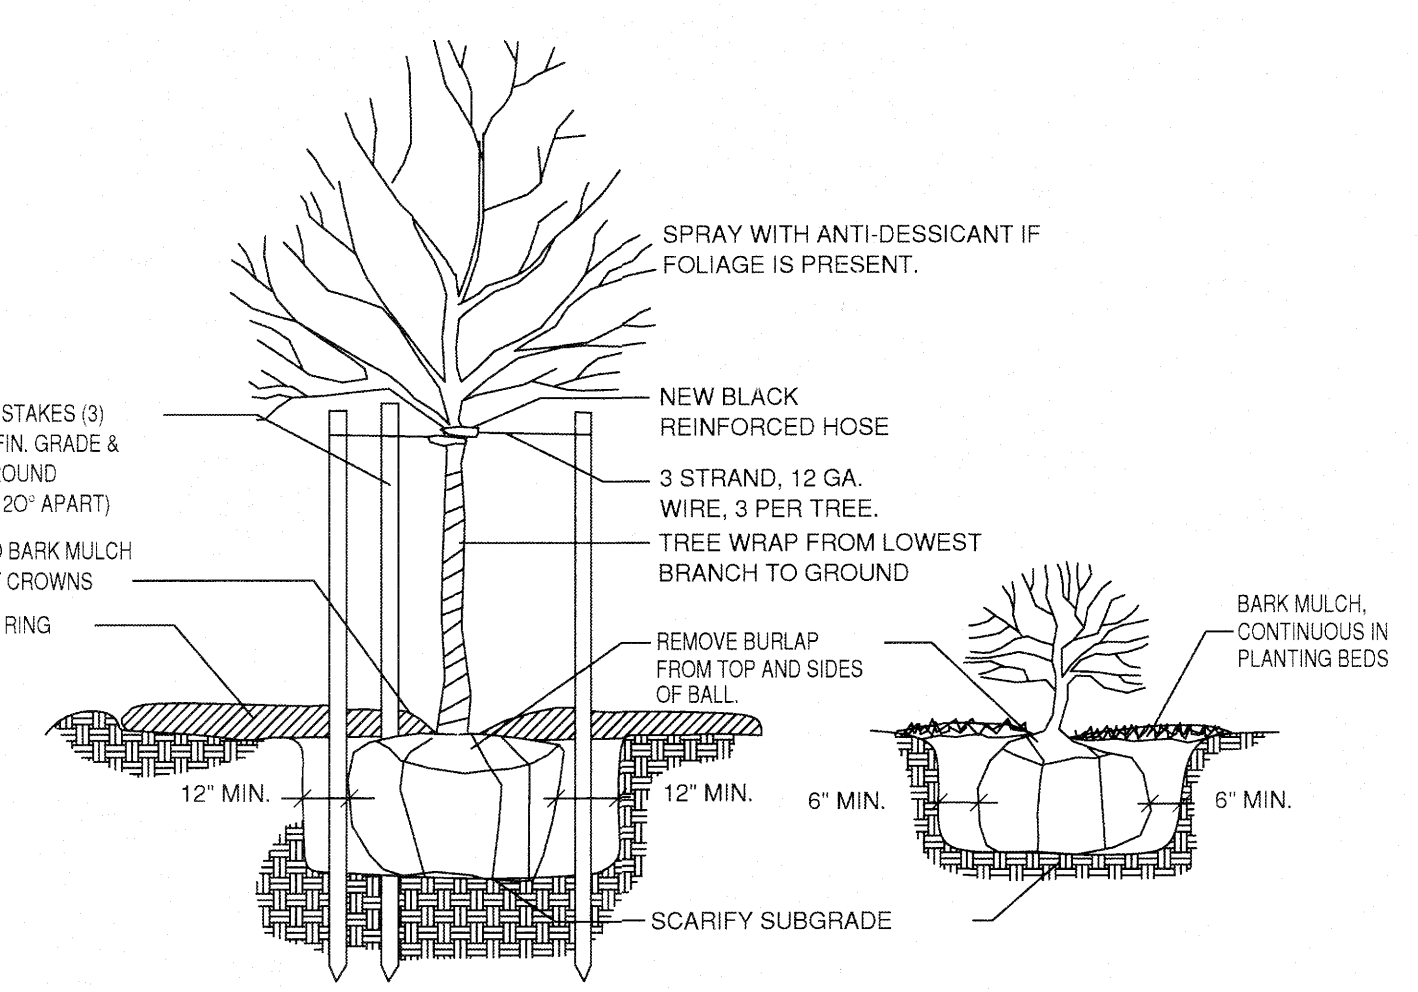 SPRAY WITH ANTI-DESSICANT IF
FOLIAGE IS PRESENT.
NEW BLACK
REINFORCED HOSE
3 STRAND, 12 GA.
WIRE, 3 PER TREE.
TREE WRAP FROM LOWEST
BRANCH TO GROUND
REMOVE BURLAP
FROM TOP AND SIDES
OF BALL.
STAKES (3)
FIN. GRADE &
OUND
20° APART)
BARK MULCH
CROWNS
RING
12" MIN.
12" MIN.
SCARIFY SUBGRADE
BARK MULCH,
CONTINUOUS IN
PLANTING BEDS
6" MIN.
6" MIN.